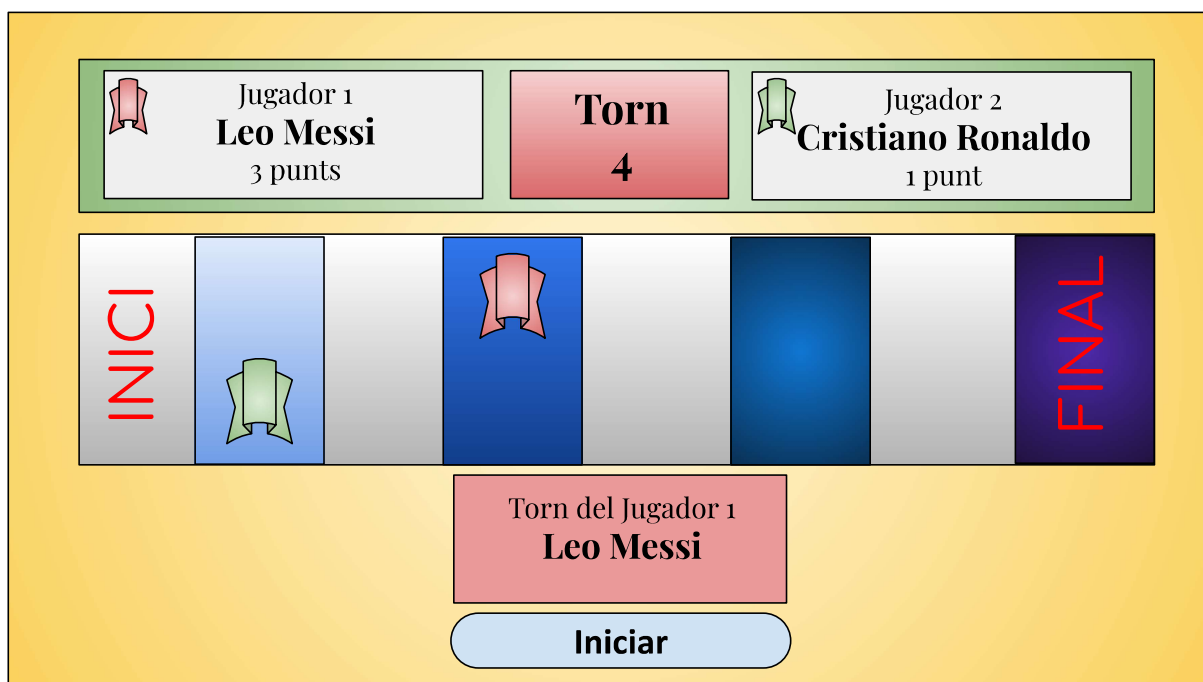 Jugador 1
Leo Messi
3 punts
Torn
4
Jugador 2
Cristiano Ronaldo
1 punt
INICI
FINAL
Torn del Jugador 1
Leo Messi
Iniciar